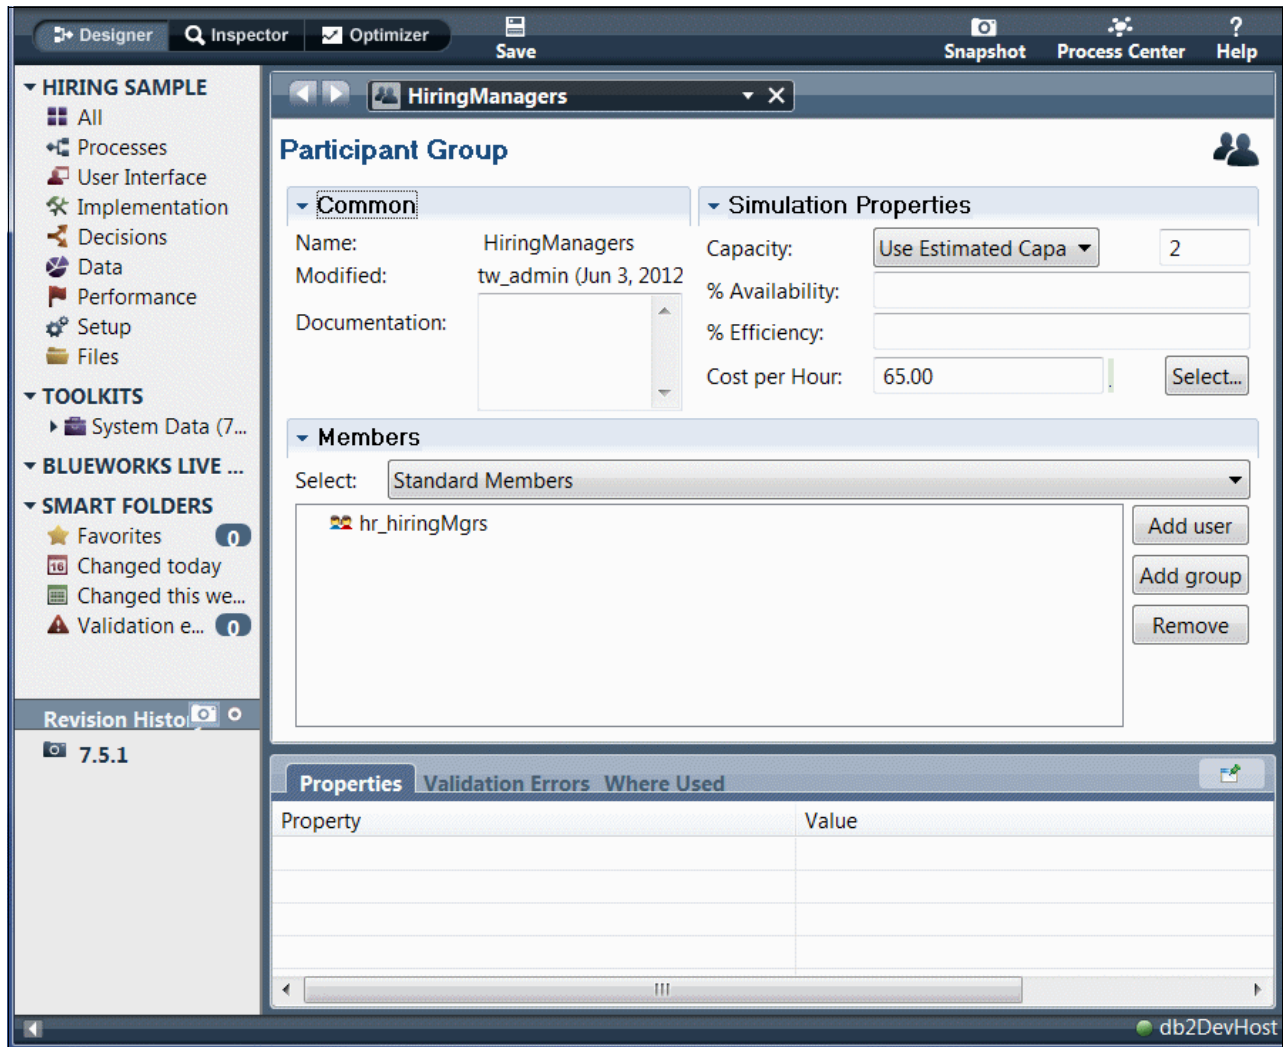 Designer Inspector Optimizer Save Snapshot Process Center Help
HIRING SAMPLE
All
Processes
User Interface
Implementation
Decisions
Data
Performance
Setup
Files
TOOLKITS
System Data (7...
BLUEWORKS LIVE ...
SMART FOLDERS
Favorites 0
16 Changed today
Changed this we...
Validation e... 0
Revision Histo
7.5.1
HiringManagers
Participant Group
Common
Name: HiringManagers
Modified: tw_admin (Jun 3, 2012
Documentation:
Simulation Properties
Capacity: Use Estimated Capa 2
% Availability:
% Efficiency:
Cost per Hour: 65.00 . Select...
Members
Select: Standard Members
hr_hiringMgrs
Add user
Add group
Remove
Properties Validation Errors Where Used
Property Value
db2DevHost